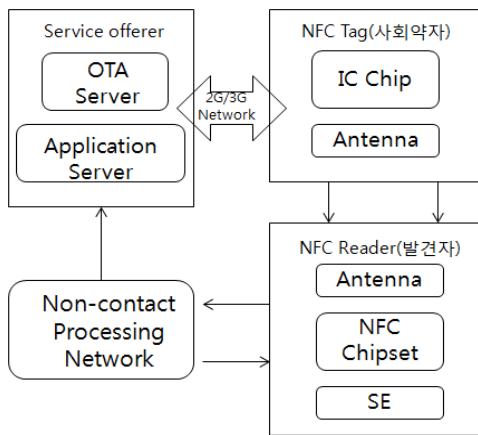 Service offerer
OTA
Server
Application
Server
2G/3G
Network
NFC Tag(사회약자)
IC Chip
Antenna
NFC Reader(발견자)
Antenna
NFC
Chipset
SE
Non-contact
Processing
Network